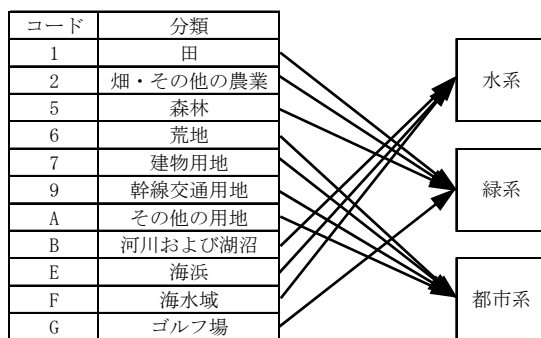 コード 分類
1 田
2 畑・その他の農業
5 森林
6 荒地
7 建物用地
9 幹線交通用地
A その他の用地
B 河川および湖沼
E 海浜
F 海水域
G ゴルフ場
水系
緑系
都市系